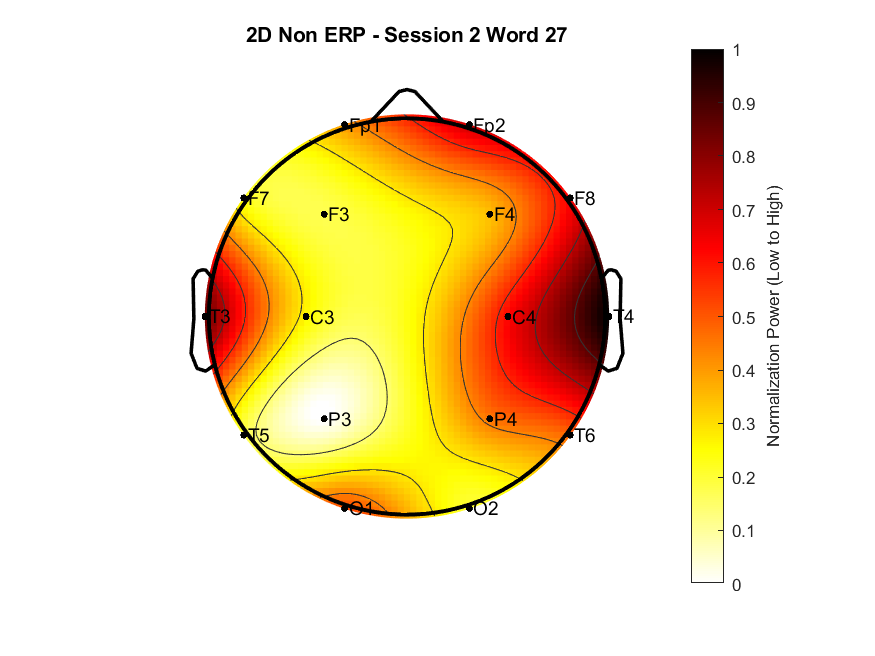 2D Non ERP - Session 2 Word 27
Fp1 Fp2
F7 F8
F3 F4
T3 C3 C4 T4
P3 P4
T5 T6
O1 O2
1
0.9
0.8
0.7
0.6
0.5
0.4
0.3
0.2
0.1
0
Normalization Power (Low to High)